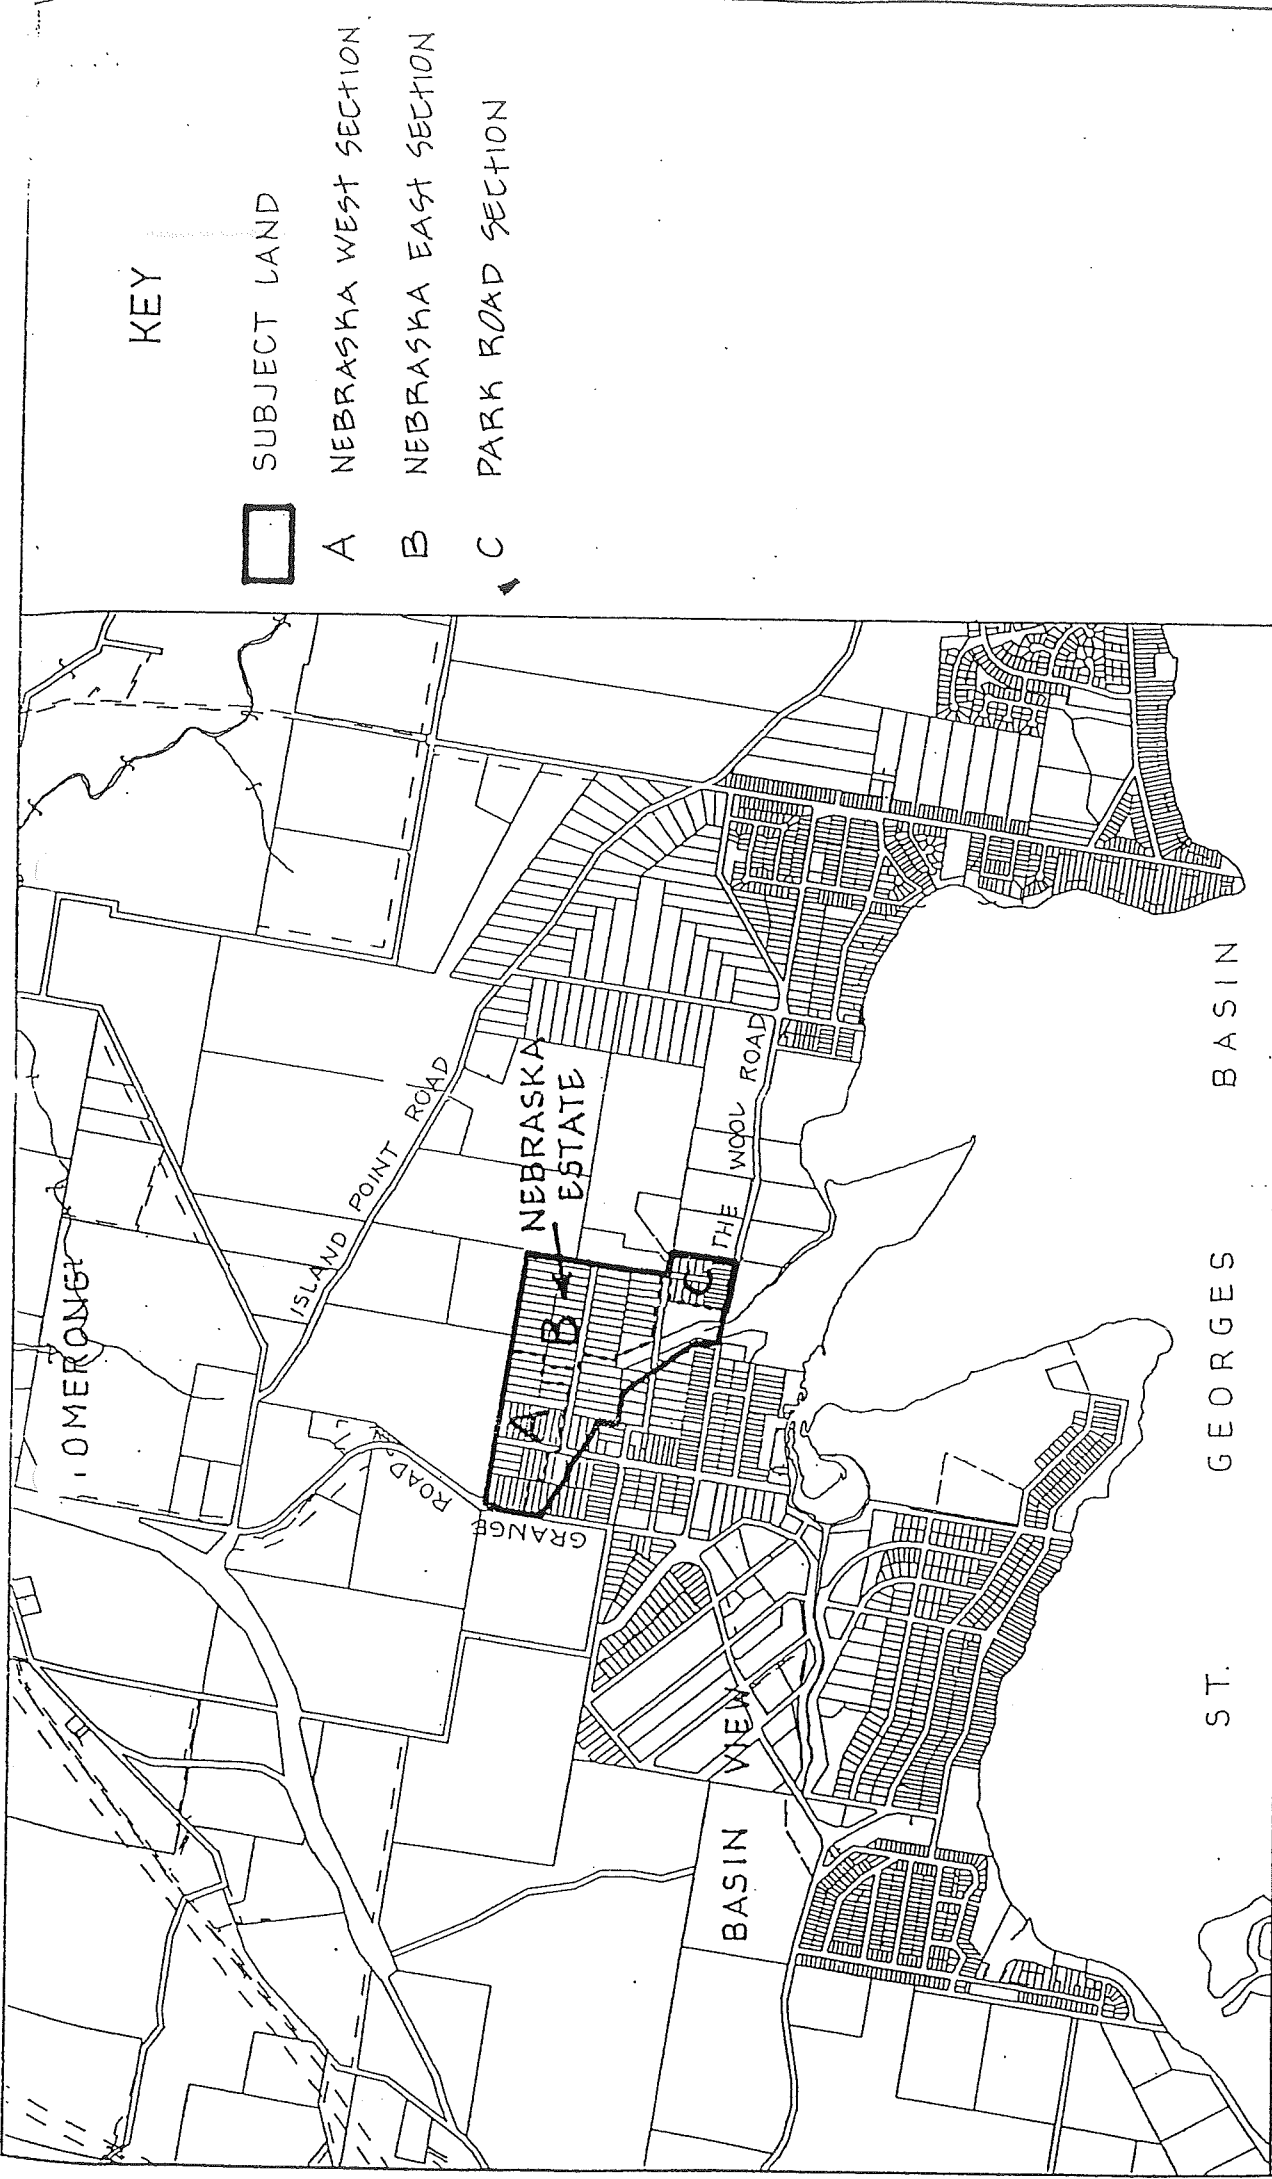 KEY
SUBJECT LAND
A NEBRASKA WEST SECTION
B NEBRASKA EAST SECTION
C PARK ROAD SECTION
TOMERONG
ISLAND POINT ROAD
GRANGE ROAD
NEBRASKA
ESTATE
A
B
C
THE WOOL ROAD
BASIN VIEW
ST. GEORGES BASIN